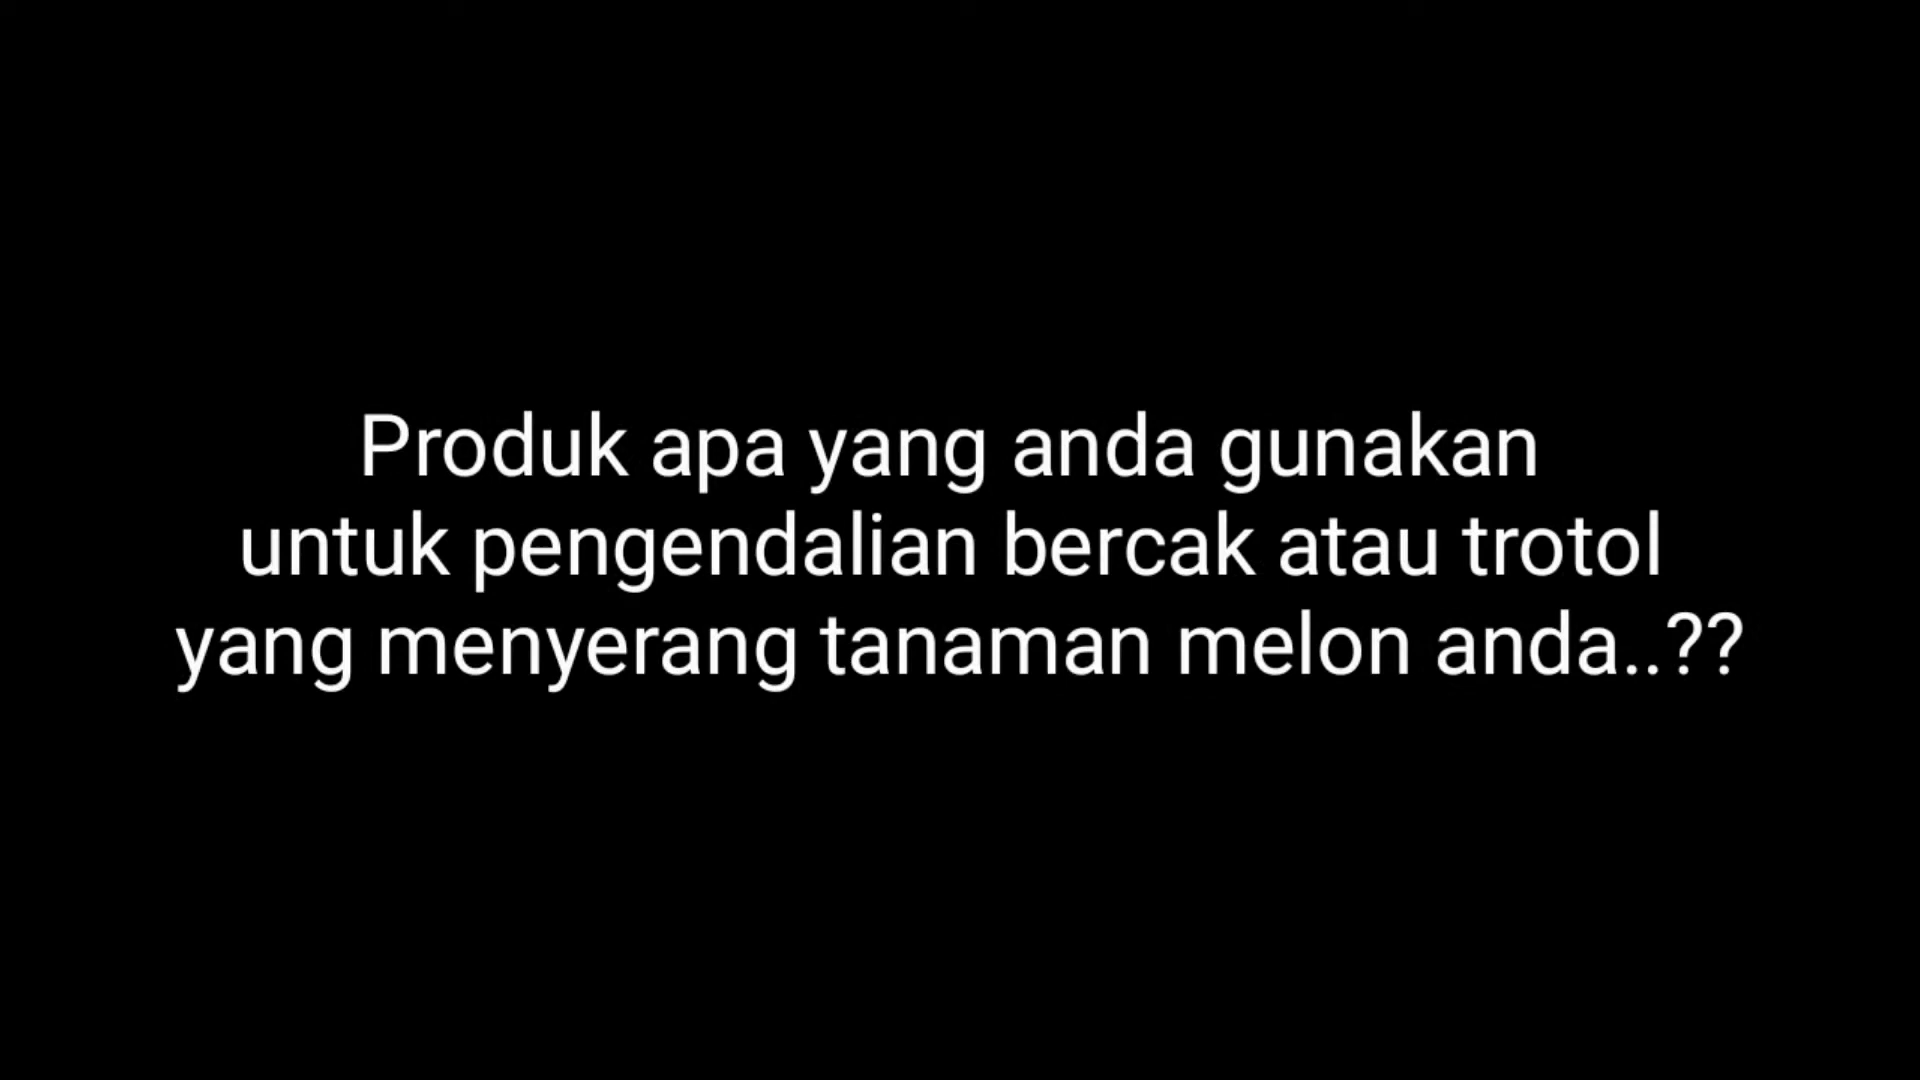 Produk apa yang anda gunakan
untuk pengendalian bercak atau trotol
yang menyerang tanaman melon anda..??